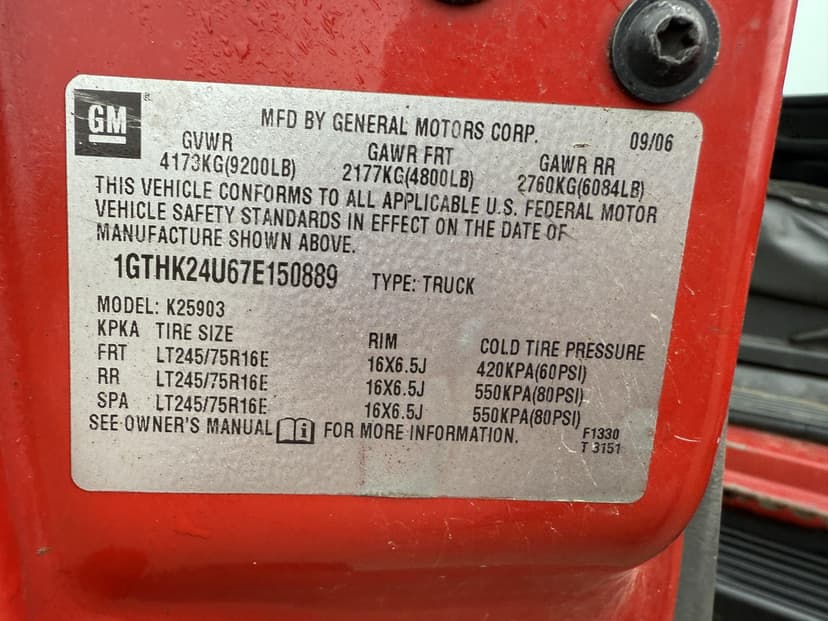 GM
MFD BY GENERAL MOTORS CORP. 09/06
GVWR GAWR FRT GAWR RR
4173KG(9200LB) 2177KG(4800LB) 2760KG(6084LB)
THIS VEHICLE CONFORMS TO ALL APPLICABLE U.S. FEDERAL MOTOR
VEHICLE SAFETY STANDARDS IN EFFECT ON THE DATE OF
MANUFACTURE SHOWN ABOVE.
1GTHK24U67E150889 TYPE: TRUCK
MODEL: K25903
KPKA TIRE SIZE RIM COLD TIRE PRESSURE
FRT LT245/75R16E 16X6.5J 420KPA(60PSI)
RR LT245/75R16E 16X6.5J 550KPA(80PSI)
SPA LT245/75R16E 16X6.5J 550KPA(80PSI)
SEE OWNER'S MANUAL i FOR MORE INFORMATION.
F1330
T 3151